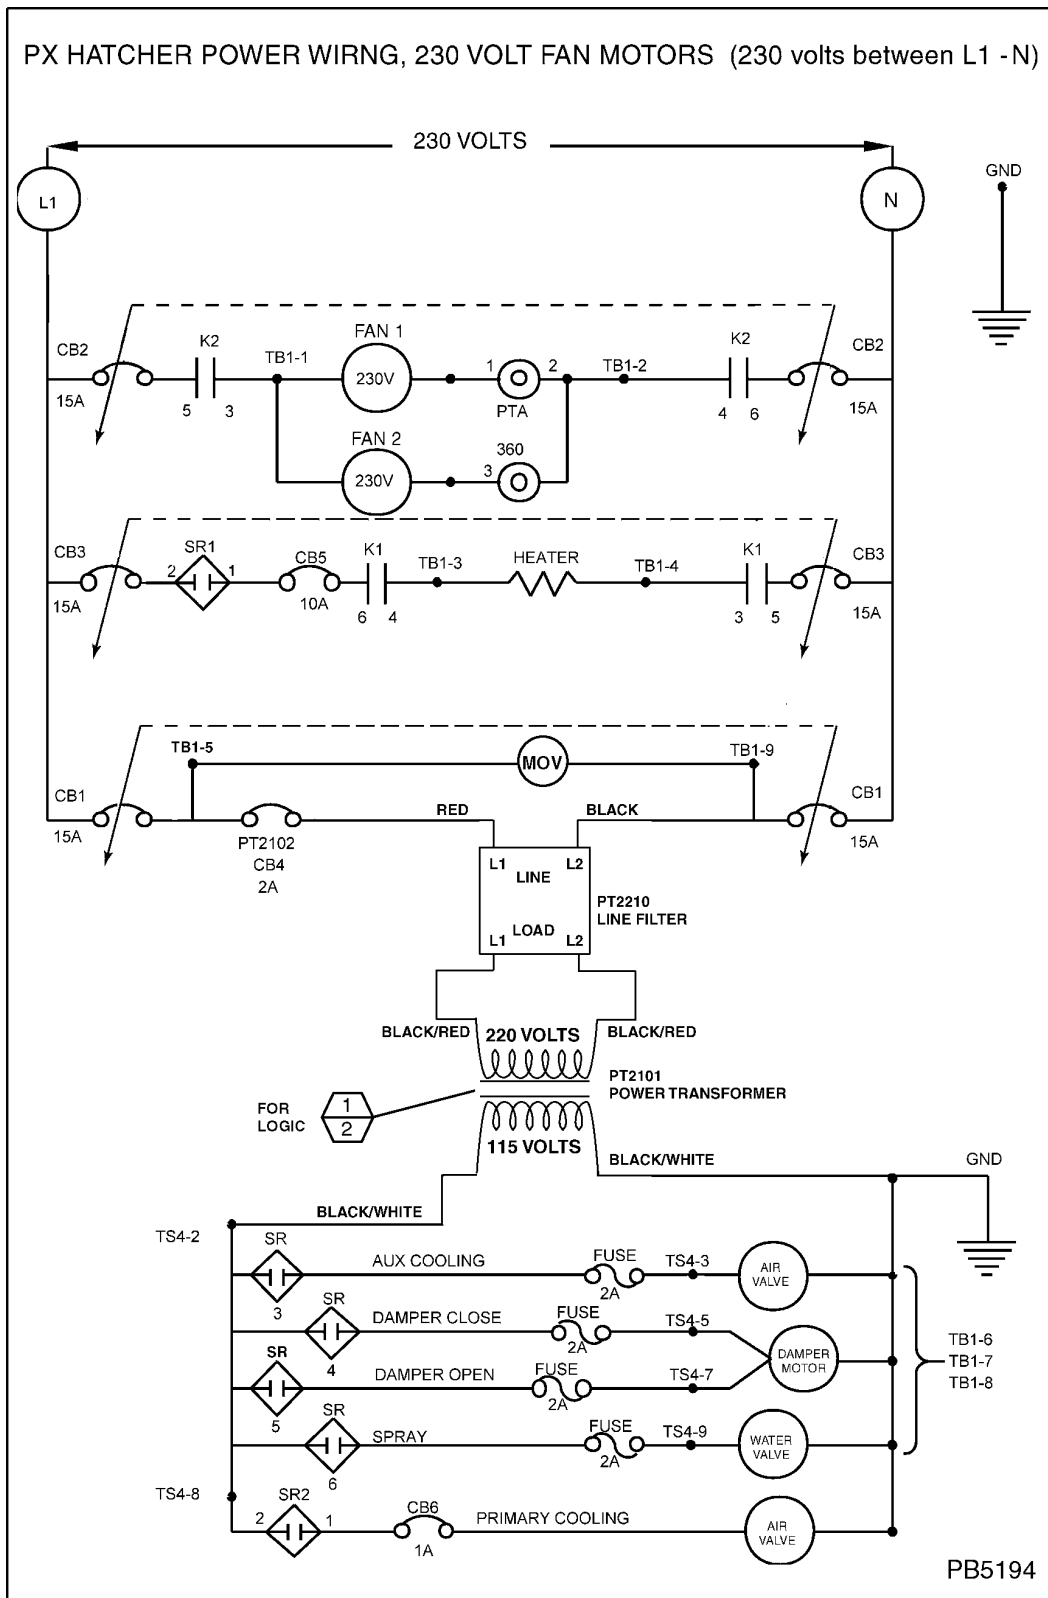 PX HATCHER POWER WIRNG, 230 VOLT FAN MOTORS (230 volts between L1 - N)
230 VOLTS
L1
N
GND
CB2
15A
K2
5 3
TB1-1
FAN 1
230V
1 2
PTA
TB1-2
K2
4 6
CB2
15A
FAN 2
230V
360
3
CB3
15A
SR1
2 1
CB5
10A
K1
6 4
TB1-3
HEATER
TB1-4
K1
3 5
CB3
15A
TB1-5
MOV
TB1-9
CB1
15A
PT2102
CB4
2A
RED
BLACK
CB1
15A
L1 L2
LINE
LOAD
L1 L2
PT2210
LINE FILTER
BLACK/RED
BLACK/RED
220 VOLTS
PT2101
POWER TRANSFORMER
FOR
LOGIC
1
2
115 VOLTS
BLACK/WHITE
GND
BLACK/WHITE
TS4-2
SR
3
AUX COOLING
FUSE
2A
TS4-3
AIR
VALVE
SR
4
DAMPER CLOSE
FUSE
2A
TS4-5
DAMPER
MOTOR
SR
5
DAMPER OPEN
FUSE
2A
TS4-7
TB1-6
TB1-7
TB1-8
SR
6
SPRAY
FUSE
2A
TS4-9
WATER
VALVE
TS4-8
SR2
2 1
CB6
1A
PRIMARY COOLING
AIR
VALVE
PB5194